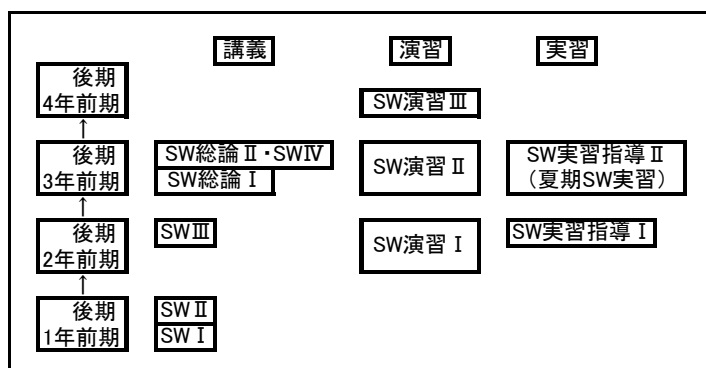 講義 演習 実習
後期
4年前期 SW演習Ⅲ
↑
後期 SW総論Ⅱ・SWⅣ SW演習Ⅱ SW実習指導Ⅱ
3年前期 SW総論Ⅰ (夏期SW実習)
↑
後期 SWⅢ SW演習Ⅰ SW実習指導Ⅰ
2年前期
↑
後期 SWⅡ
1年前期 SWⅠ